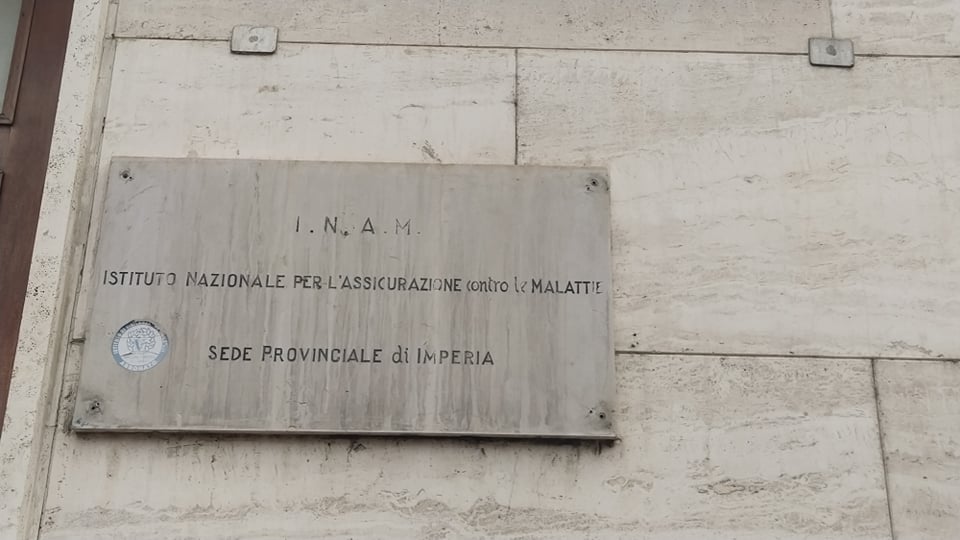 I. N. A. M.
ISTITUTO NAZIONALE PER L'ASSICURAZIONE contro le MALATTIE
SEDE PROVINCIALE di IMPERIA